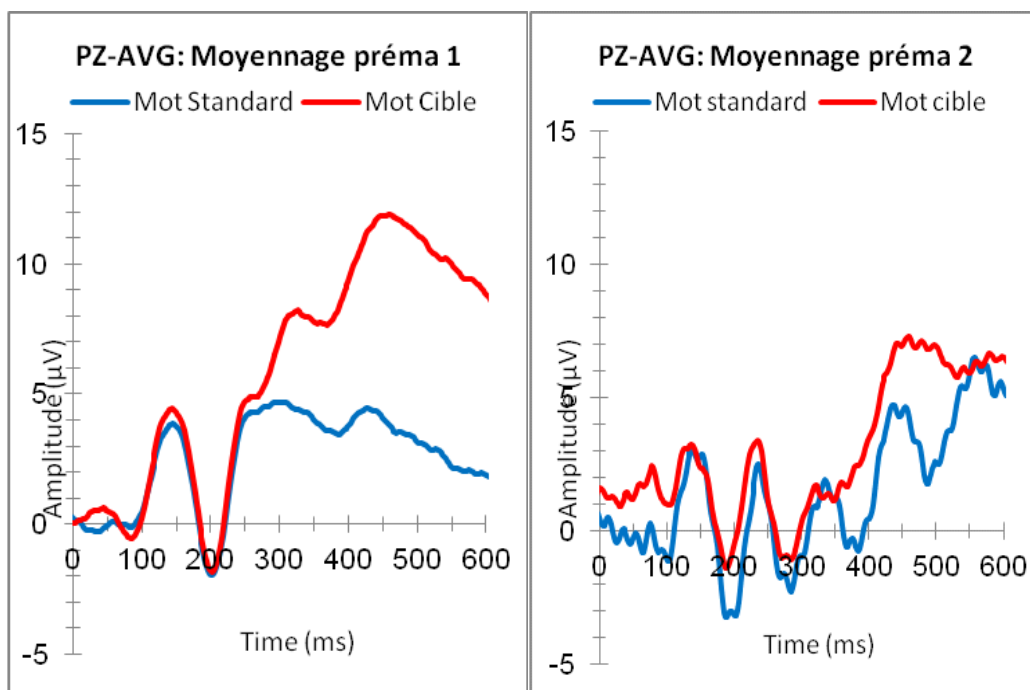 PZ-AVG: Moyennage préma 1
Mot Standard Mot Cible
15
10
5
0
-5
Amplitude (µV)
0 100 200 300 400 500 600
Time (ms)
PZ-AVG: Moyennage préma 2
Mot standard Mot cible
15
10
5
0
-5
Amplitude (µV)
0 100 200 300 400 500 600
Time (ms)